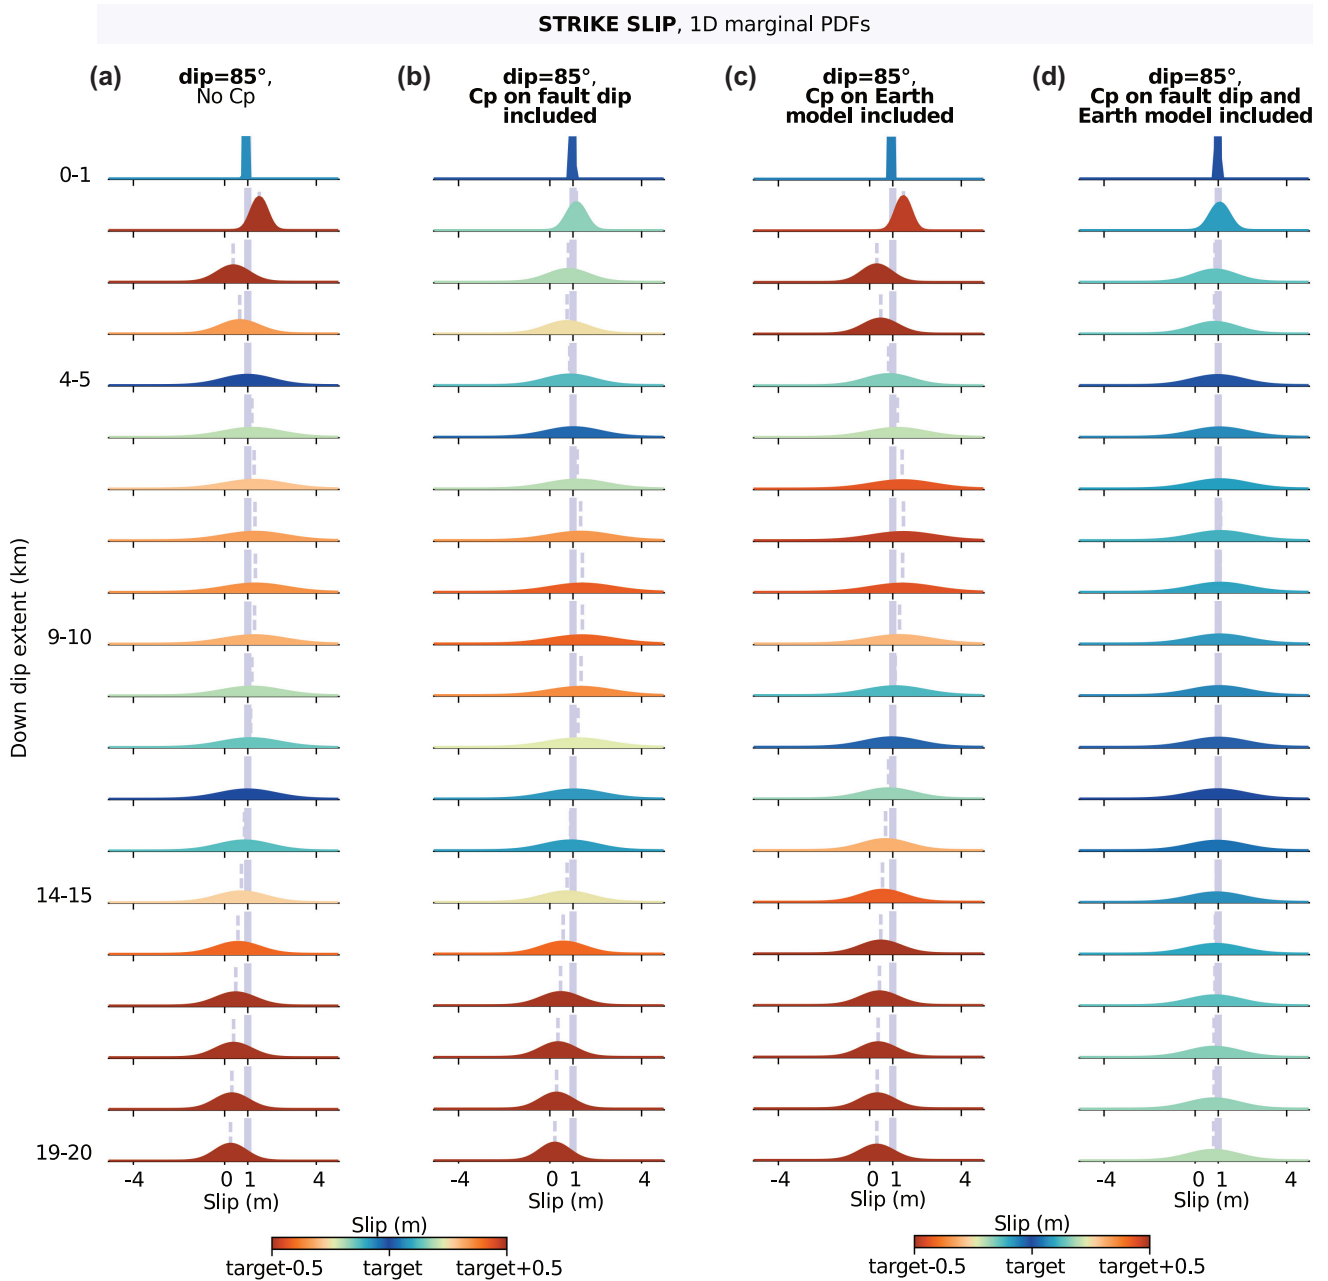 STRIKE SLIP, 1D marginal PDFs
(a)
dip=85°,
No Cp
(b)
dip=85°,
Cp on fault dip
included
(c)
dip=85°,
Cp on Earth
model included
(d)
dip=85°,
Cp on fault dip and
Earth model included
Down dip extent (km)
0-1
4-5
9-10
14-15
19-20
-4 0 1 4
Slip (m)
-4 0 1 4
Slip (m)
-4 0 1 4
Slip (m)
-4 0 1 4
Slip (m)
Slip (m)
target-0.5 target target+0.5
Slip (m)
target-0.5 target target+0.5